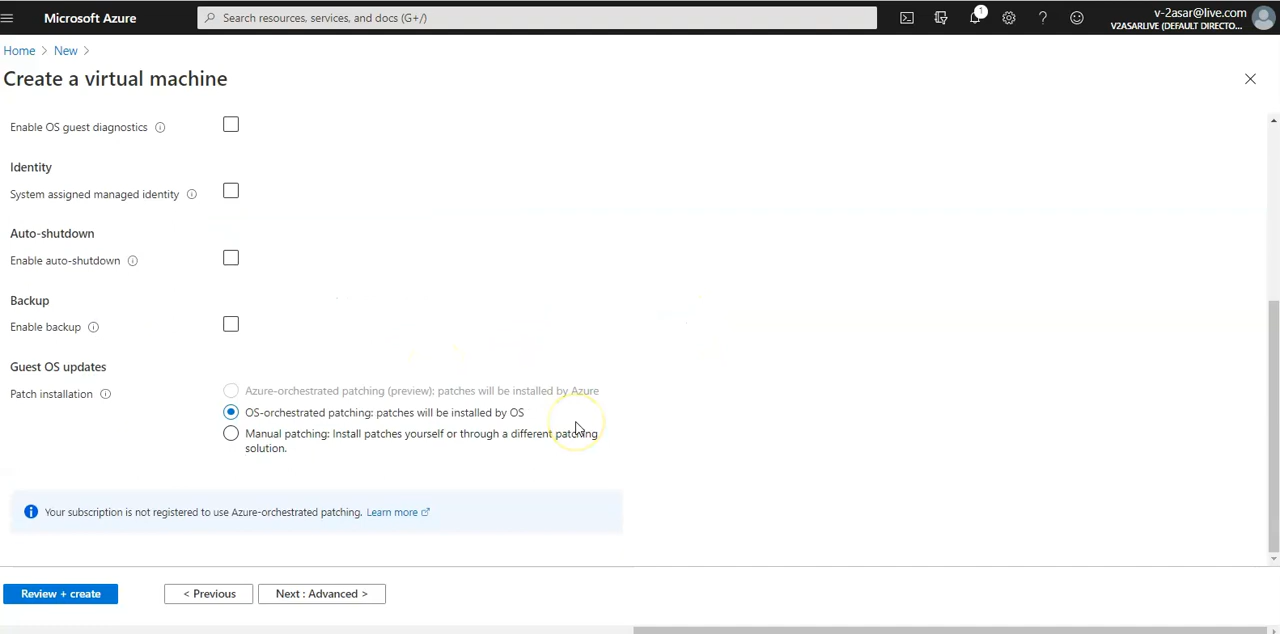 Microsoft Azure
Search resources, services, and docs (G+/)
1
v-2asar@live.com
V2ASARLIVE (DEFAULT DIRECTO...
Home > New >
Create a virtual machine
Enable OS guest diagnostics
Identity
System assigned managed identity
Auto-shutdown
Enable auto-shutdown
Backup
Enable backup
Guest OS updates
Patch installation
Azure-orchestrated patching (preview): patches will be installed by Azure
OS-orchestrated patching: patches will be installed by OS
Manual patching: Install patches yourself or through a different patching
solution.
Your subscription is not registered to use Azure-orchestrated patching. Learn more
Review + create
< Previous
Next : Advanced >